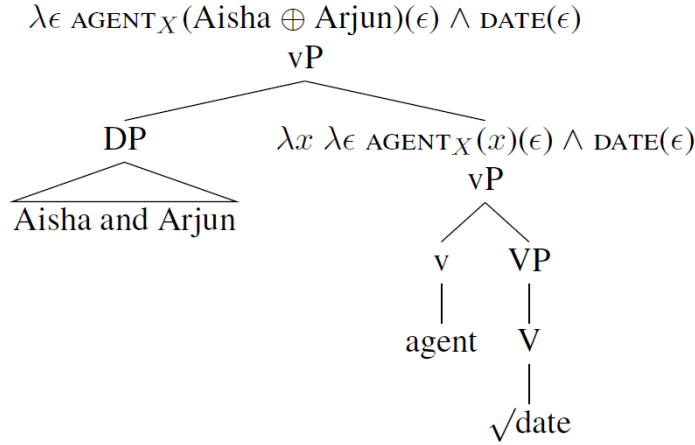 λϵ AGENT_X(Aisha ⊕ Arjun)(ϵ) ∧ DATE(ϵ)
vP
DP
λx λϵ AGENT_X(x)(ϵ) ∧ DATE(ϵ)
vP
Aisha and Arjun
v VP
agent V
√date